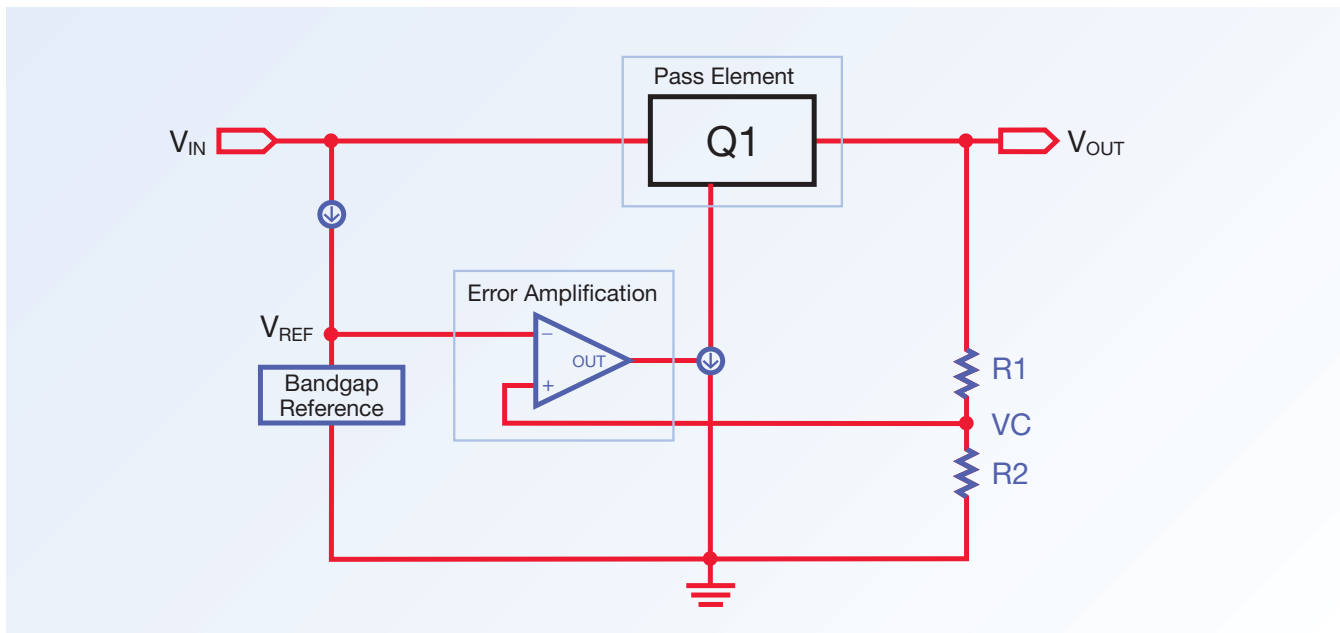 Pass Element
Q1
VIN
VOUT
Error Amplification
VREF
−
OUT
+
Bandgap
Reference
R1
VC
R2